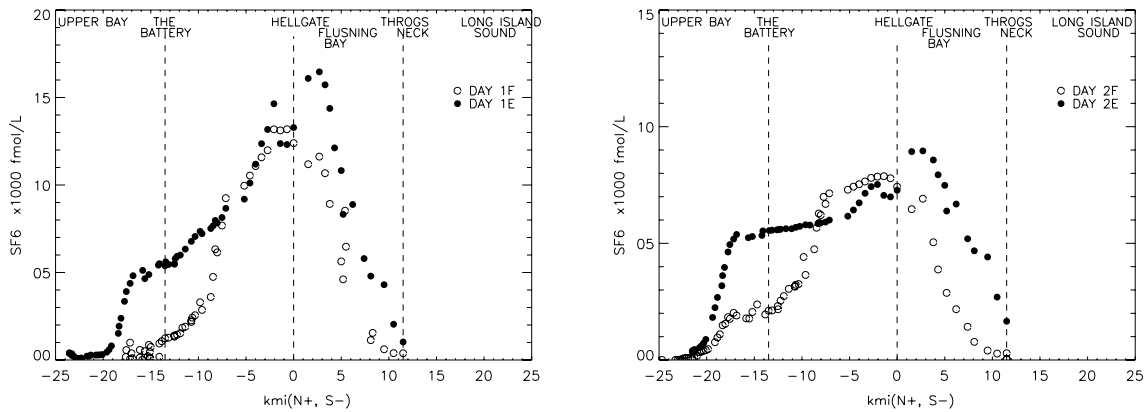 20
UPPER BAY THE HELLGATE THROGS LONG ISLAND
BATTERY FLUSNING NECK SOUND
BAY
15
10
05
00
SF6 x1000 fmol/L
DAY 1F
DAY 1E
-25 -20 -15 -10 -5 0 5 10 15 20 25
kmi(N+, S-)
15
UPPER BAY THE HELLGATE THROGS LONG ISLAND
BATTERY FLUSNING NECK SOUND
BAY
10
05
00
SF6 x1000 fmol/L
DAY 2F
DAY 2E
-25 -20 -15 -10 -5 0 5 10 15 20 25
kmi(N+, S-)